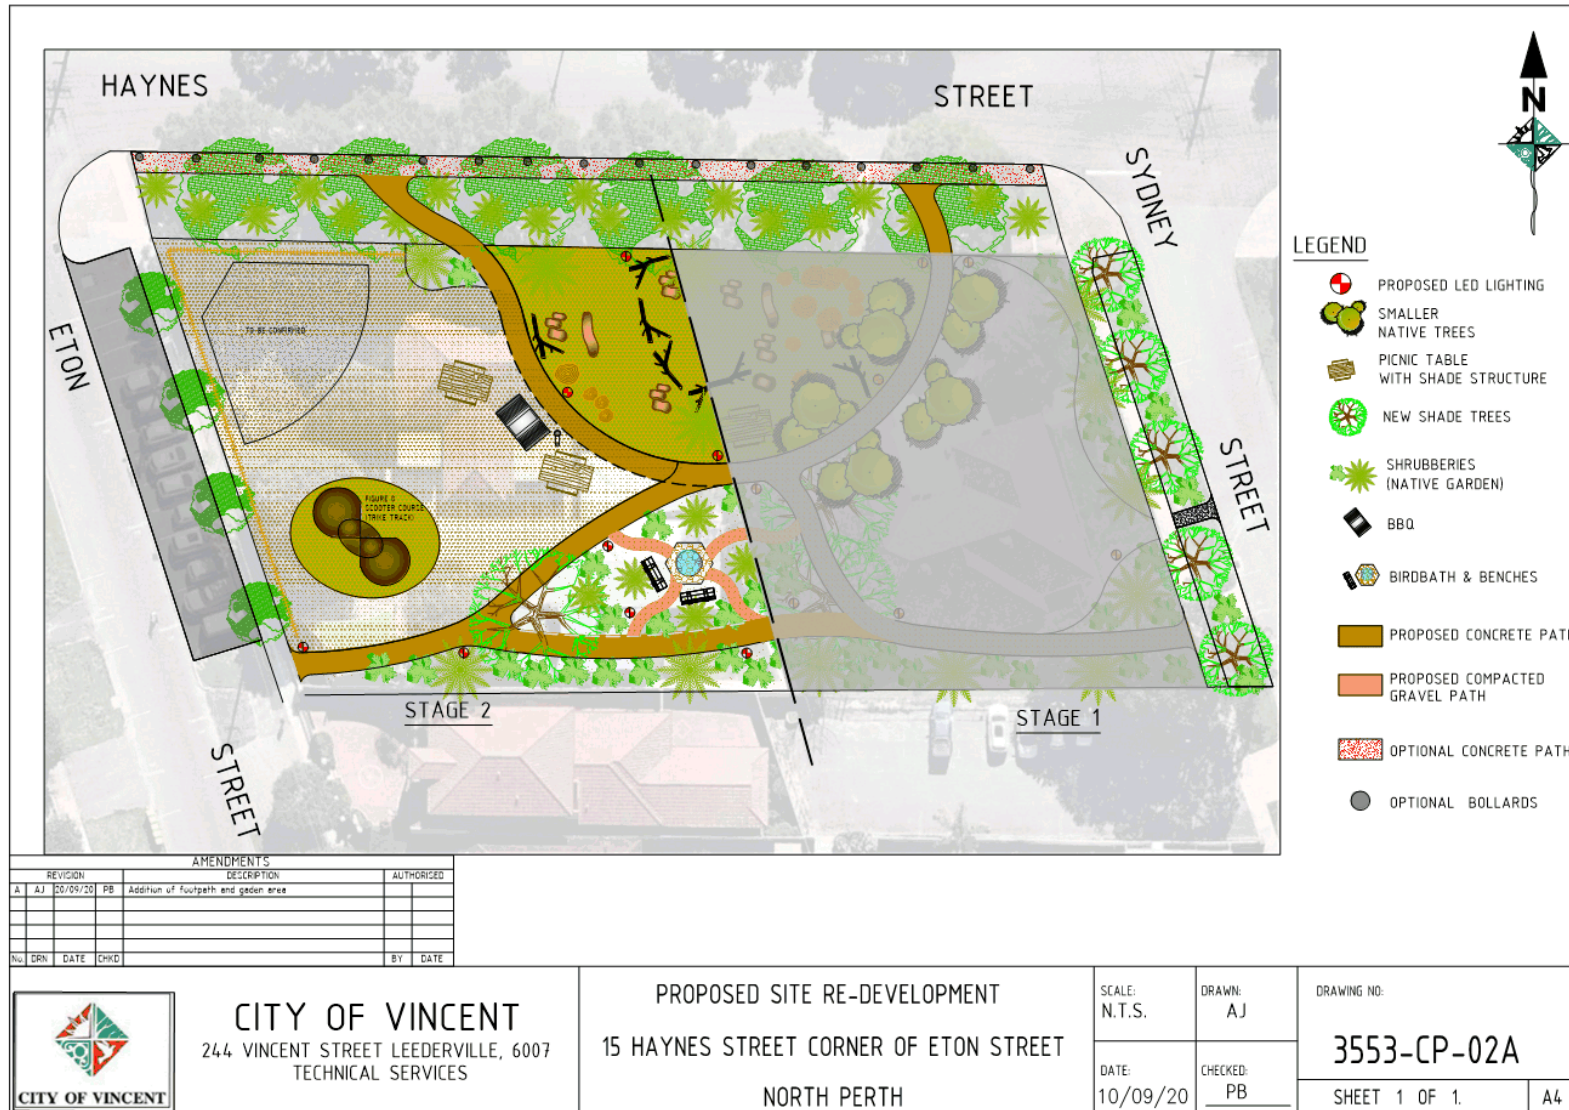 HAYNES
STREET
SYDNEY
STREET
ETON
STREET
N
TO BE CONFIRMED
FIGURE 8
SCOOTER COURSE
(TRIKE TRACK)
STAGE 2
STAGE 1
LEGEND
PROPOSED LED LIGHTING
SMALLER
NATIVE TREES
PICNIC TABLE
WITH SHADE STRUCTURE
NEW SHADE TREES
SHRUBBERIES
(NATIVE GARDEN)
BBQ
BIRDBATH & BENCHES
PROPOSED CONCRETE PATH
PROPOSED COMPACTED
GRAVEL PATH
OPTIONAL CONCRETE PATH
OPTIONAL BOLLARDS
AMENDMENTS
REVISION DESCRIPTION AUTHORISED
A AJ 20/09/20 PB Addition of footpath and gaden area
No. DRN DATE CHKD BY DATE
CITY OF VINCENT
CITY OF VINCENT
244 VINCENT STREET LEEDERVILLE, 6007
TECHNICAL SERVICES
PROPOSED SITE RE-DEVELOPMENT
15 HAYNES STREET CORNER OF ETON STREET
NORTH PERTH
SCALE:
N.T.S.
DRAWN:
AJ
DATE:
10/09/20
CHECKED:
PB
DRAWING NO:
3553-CP-02A
SHEET 1 OF 1.
A4